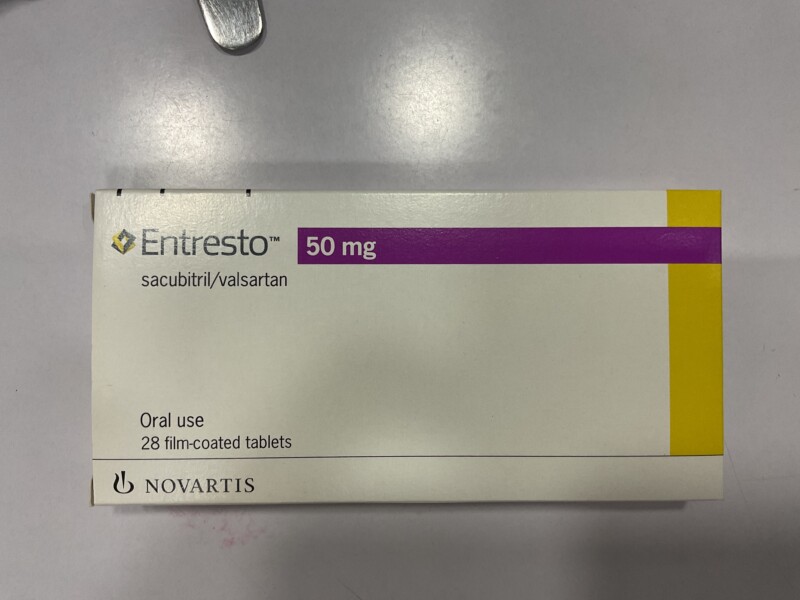 Entresto™ 50 mg
sacubitril/valsartan
Oral use
28 film-coated tablets
NOVARTIS